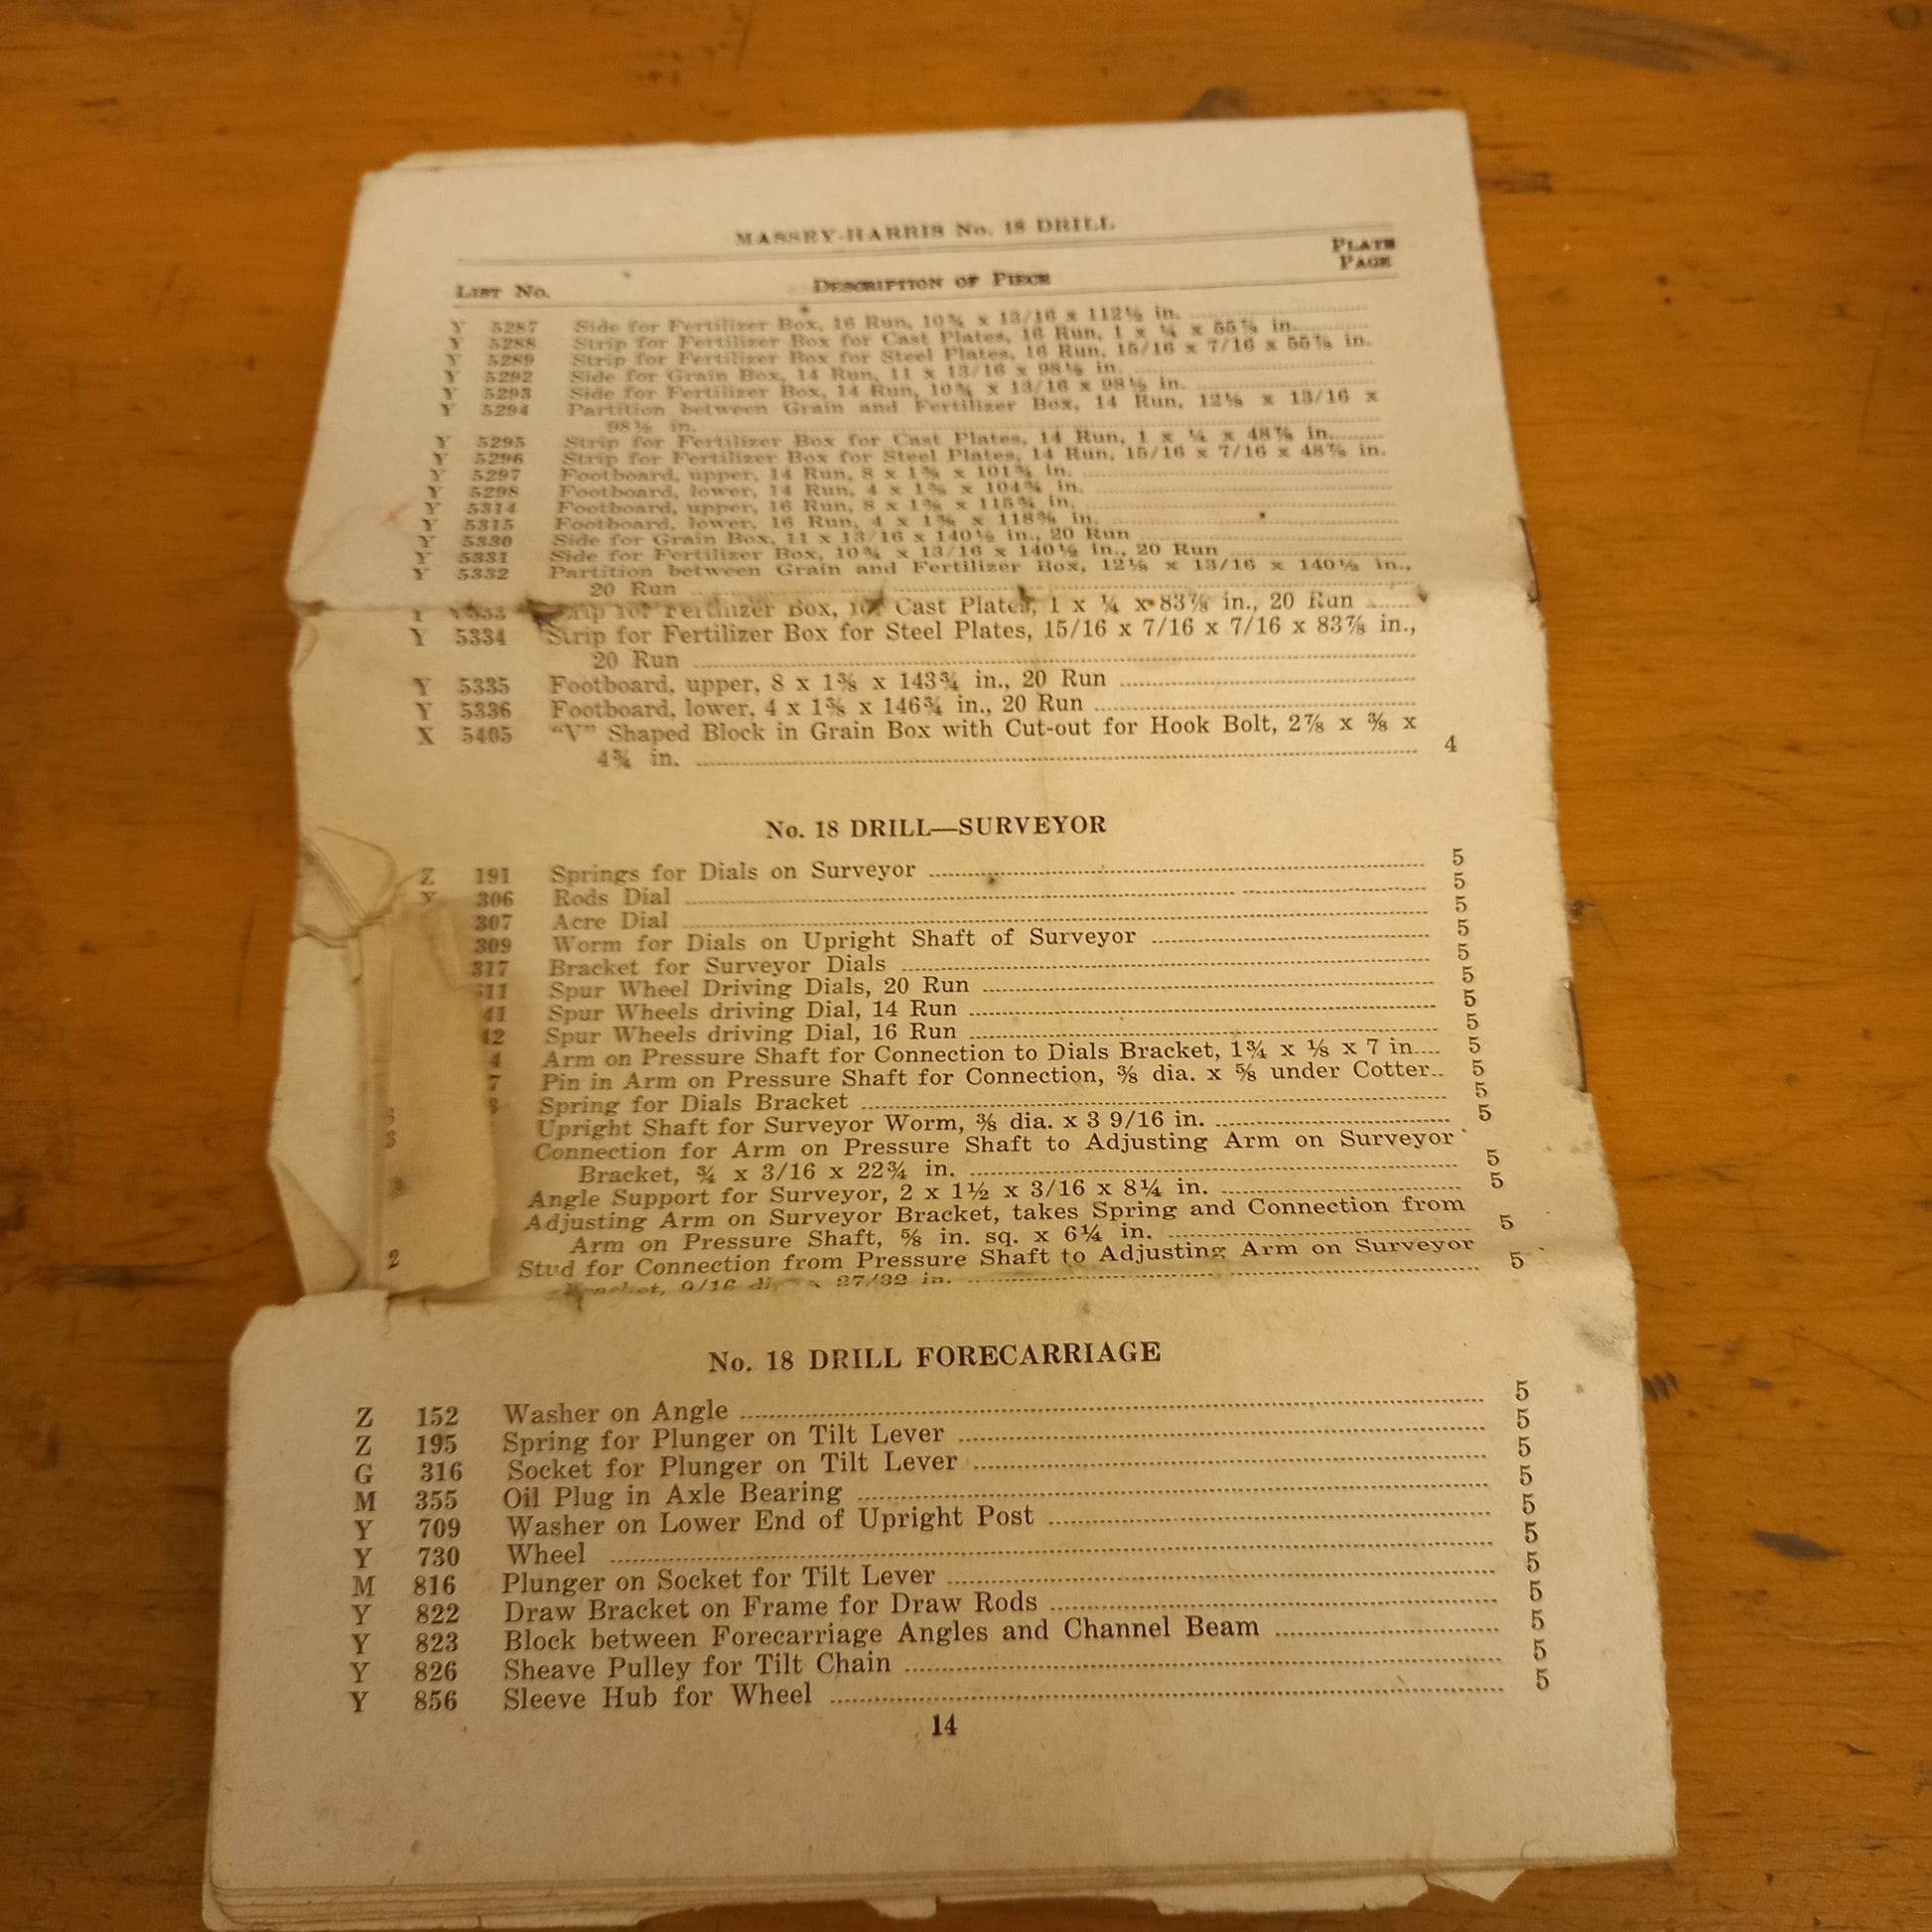 MASSEY-HARRIS No. 18 DRILL
PLATE
LIST No. DESCRIPTION OF PIECE PAGE
Y 5287 Side for Fertilizer Box, 16 Run, 10¾ x 13/16 x 112⅛ in.
Y 5288 Strip for Fertilizer Box for Cast Plates, 16 Run, 1 x ¼ x 55⅞ in.
Y 5289 Strip for Fertilizer Box for Steel Plates, 16 Run, 15/16 x 7/16 x 55⅞ in.
Y 5292 Side for Grain Box, 14 Run, 11 x 13/16 x 98⅛ in.
Y 5293 Side for Fertilizer Box, 14 Run, 10¾ x 13/16 x 98⅛ in.
Y 5294 Partition between Grain and Fertilizer Box, 14 Run, 12⅛ x 13/16 x
98⅛ in.
Y 5295 Strip for Fertilizer Box for Cast Plates, 14 Run, 1 x ¼ x 48⅞ in.
Y 5296 Strip for Fertilizer Box for Steel Plates, 14 Run, 15/16 x 7/16 x 48⅞ in.
Y 5297 Footboard, upper, 14 Run, 8 x 1⅜ x 101¾ in.
Y 5298 Footboard, lower, 14 Run, 4 x 1⅜ x 104¾ in.
Y 5314 Footboard, upper, 16 Run, 8 x 1⅜ x 115¾ in.
Y 5315 Footboard, lower, 16 Run, 4 x 1⅜ x 118¾ in.
Y 5330 Side for Grain Box, 11 x 13/16 x 140⅛ in., 20 Run
Y 5331 Side for Fertilizer Box, 10¾ x 13/16 x 140⅛ in., 20 Run
Y 5332 Partition between Grain and Fertilizer Box, 12⅛ x 13/16 x 140⅛ in.,
20 Run
Fertilizer Box, Cast Plates, 1 x ¼ x 83⅞ in., 20 Run
Y 5334 Strip for Fertilizer Box for Steel Plates, 15/16 x 7/16 x 7/16 x 83⅞ in.,
20 Run
Y 5335 Footboard, upper, 8 x 1⅜ x 143¾ in., 20 Run
Y 5336 Footboard, lower, 4 x 1⅜ x 146¾ in., 20 Run
X 5405 "V" Shaped Block in Grain Box with Cut-out for Hook Bolt, 2⅞ x ⅜ x
4¾ in. 4
No. 18 DRILL—SURVEYOR
Z 191 Springs for Dials on Surveyor 5
Y 306 Rods Dial 5
307 Acre Dial 5
309 Worm for Dials on Upright Shaft of Surveyor 5
317 Bracket for Surveyor Dials 5
11 Spur Wheel Driving Dials, 20 Run 5
41 Spur Wheels driving Dial, 14 Run 5
42 Spur Wheels driving Dial, 16 Run 5
4 Arm on Pressure Shaft for Connection to Dials Bracket, 1¾ x ⅛ x 7 in. 5
7 Pin in Arm on Pressure Shaft for Connection, ⅜ dia. x ⅝ under Cotter 5
Spring for Dials Bracket 5
Upright Shaft for Surveyor Worm, ⅜ dia. x 3 9/16 in. 5
3 Connection for Arm on Pressure Shaft to Adjusting Arm on Surveyor
Bracket, ¾ x 3/16 x 22¾ in. 5
Angle Support for Surveyor, 2 x 1½ x 3/16 x 8¼ in. 5
Adjusting Arm on Surveyor Bracket, takes Spring and Connection from
Arm on Pressure Shaft, ⅝ in. sq. x 6¼ in. 5
2 Stud for Connection from Pressure Shaft to Adjusting Arm on Surveyor
Bracket, 9/16 dia. x 27/32 in. 5
No. 18 DRILL FORECARRIAGE
Z 152 Washer on Angle 5
Z 195 Spring for Plunger on Tilt Lever 5
G 316 Socket for Plunger on Tilt Lever 5
M 355 Oil Plug in Axle Bearing 5
Y 709 Washer on Lower End of Upright Post 5
Y 730 Wheel 5
M 816 Plunger on Socket for Tilt Lever 5
Y 822 Draw Bracket on Frame for Draw Rods 5
Y 823 Block between Forecarriage Angles and Channel Beam 5
Y 826 Sheave Pulley for Tilt Chain 5
Y 856 Sleeve Hub for Wheel 5
14